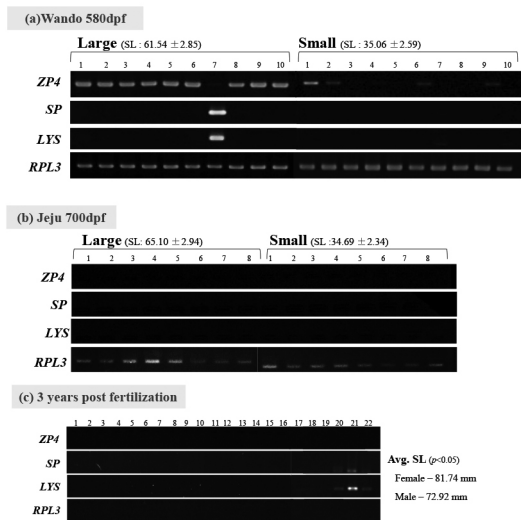 (a)Wando 580dpf
Large (SL : 61.54 ±2.85) Small (SL : 35.06 ±2.59)
1 2 3 4 5 6 7 8 9 10 1 2 3 4 5 6 7 8 9 10
ZP4
SP
LYS
RPL3
(b) Jeju 700dpf
Large (SL: 65.10 ±2.94) Small (SL :34.69 ±2.34)
1 2 3 4 5 6 7 8 1 2 3 4 5 6 7 8
ZP4
SP
LYS
RPL3
(c) 3 years post fertilization
1 2 3 4 5 6 7 8 9 10 11 12 13 14 15 16 17 18 19 20 21 22
ZP4
SP
LYS
RPL3
Avg. SL (p<0.05)
Female – 81.74 mm
Male – 72.92 mm